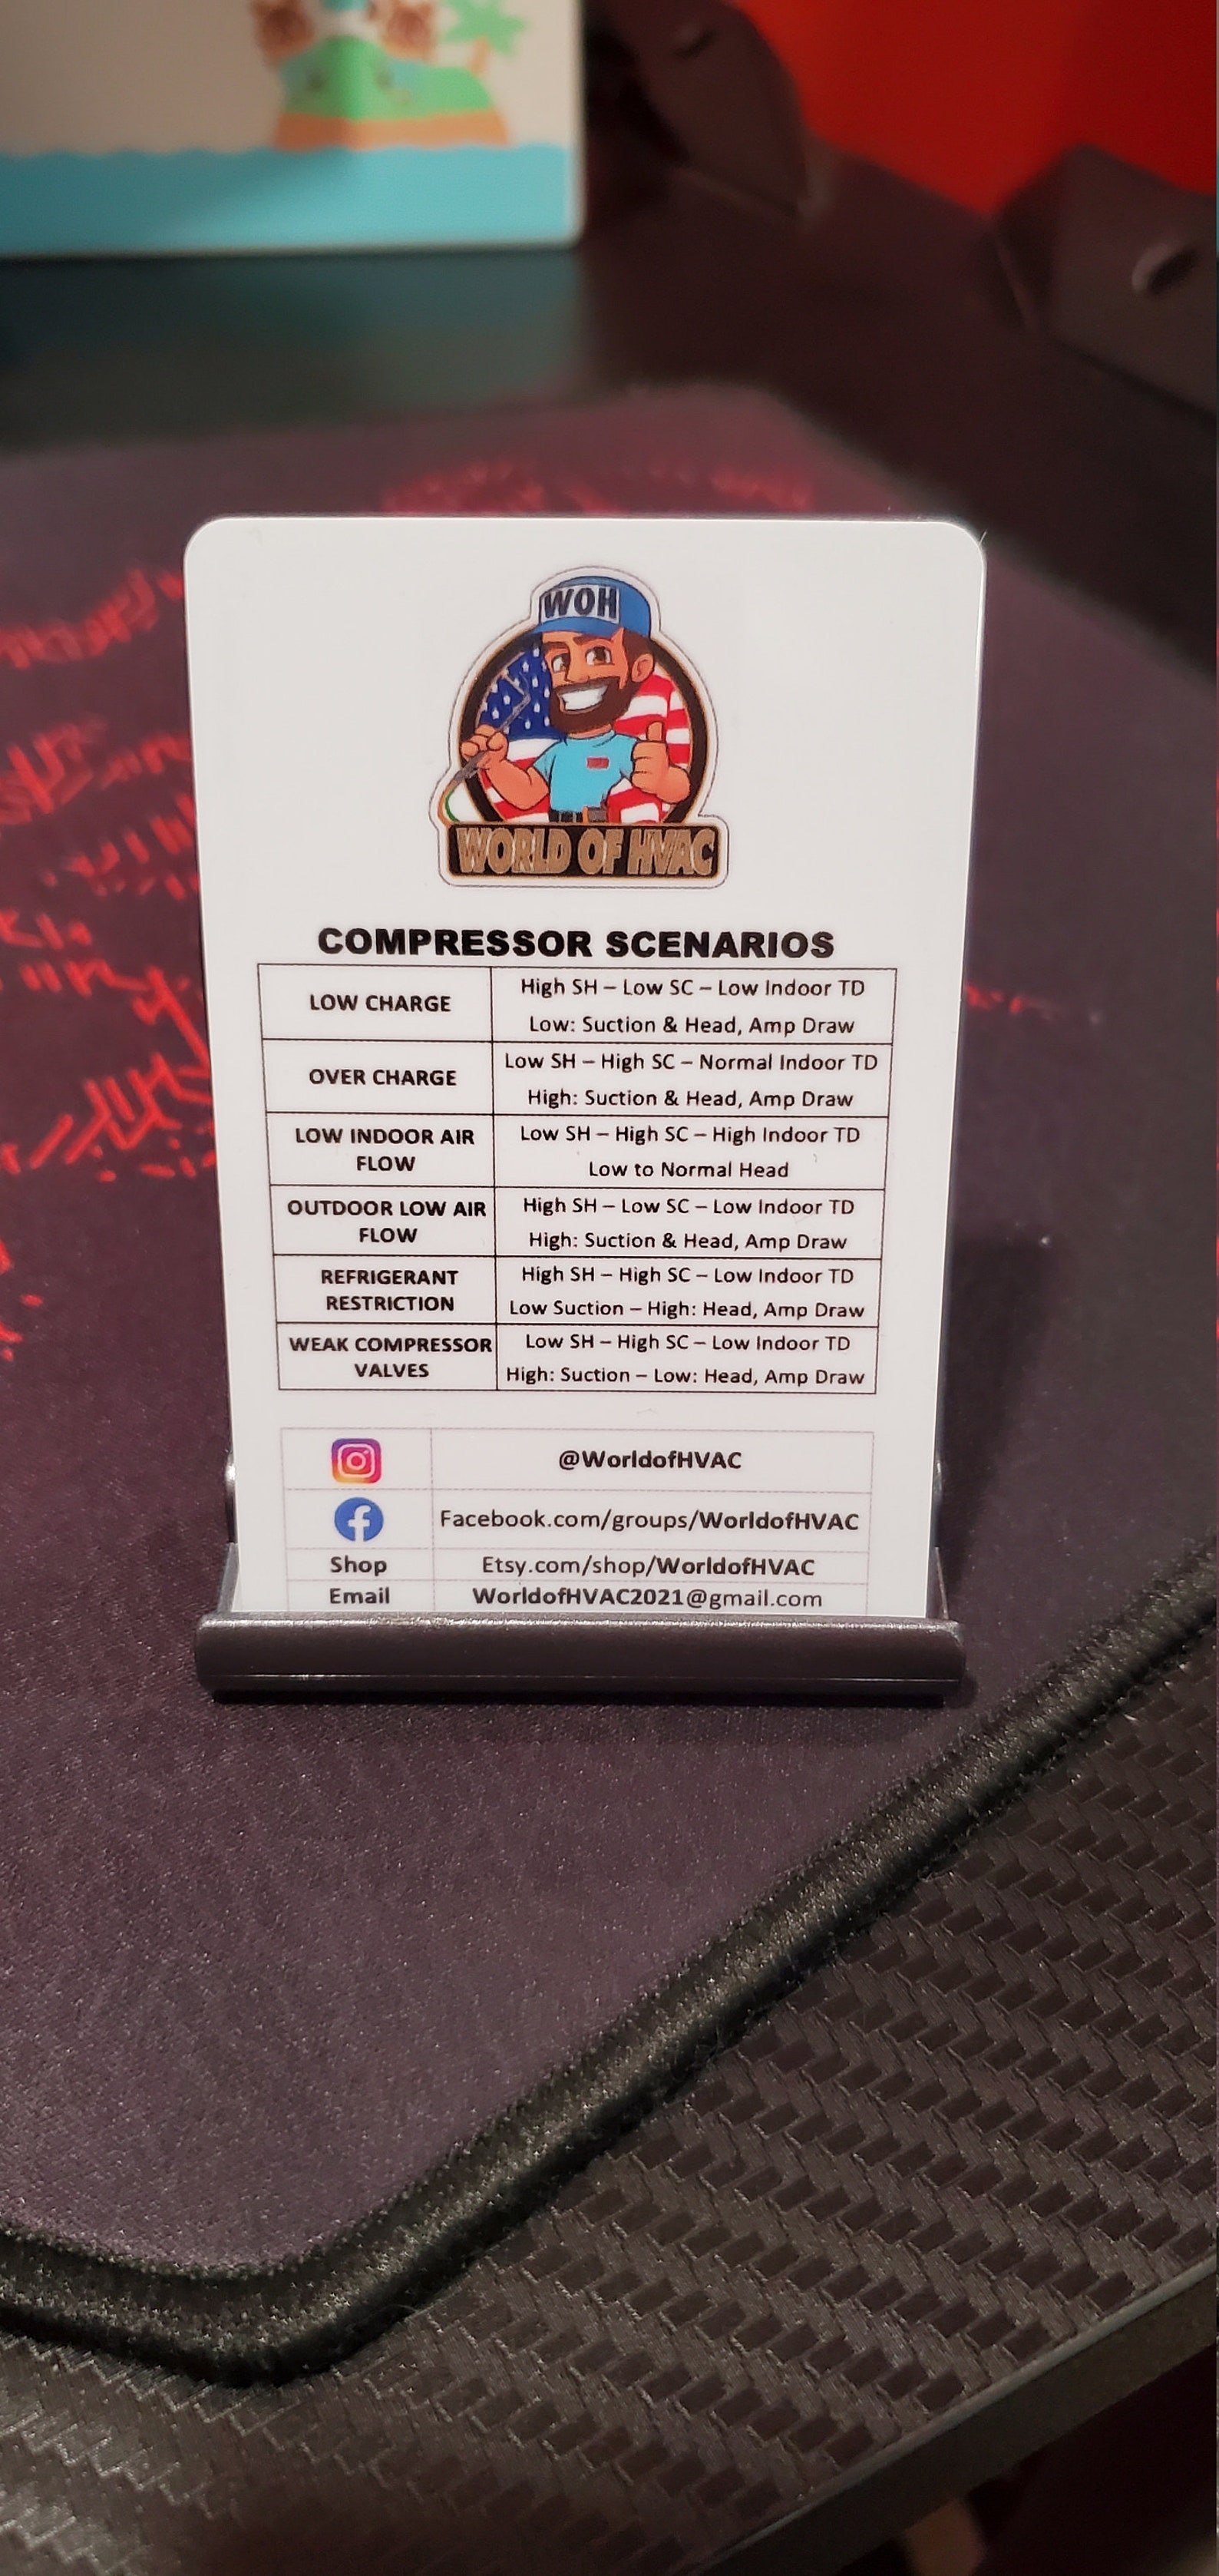 WOH
WORLD OF HVAC
COMPRESSOR SCENARIOS
LOW CHARGE
High SH – Low SC – Low Indoor TD
Low: Suction & Head, Amp Draw
OVER CHARGE
Low SH – High SC – Normal Indoor TD
High: Suction & Head, Amp Draw
LOW INDOOR AIR
FLOW
Low SH – High SC – High Indoor TD
Low to Normal Head
OUTDOOR LOW AIR
FLOW
High SH – Low SC – Low Indoor TD
High: Suction & Head, Amp Draw
REFRIGERANT
RESTRICTION
High SH – High SC – Low Indoor TD
Low Suction – High: Head, Amp Draw
WEAK COMPRESSOR
VALVES
Low SH – High SC – Low Indoor TD
High: Suction – Low: Head, Amp Draw
@WorldofHVAC
Facebook.com/groups/WorldofHVAC
Shop
Etsy.com/shop/WorldofHVAC
Email
WorldofHVAC2021@gmail.com